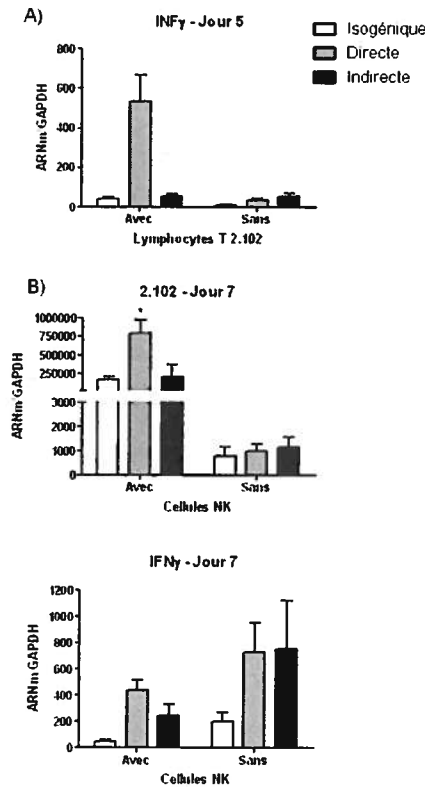 A)
INFγ - Jour 5
Isogénique
Directe
Indirecte
ARNm/GAPDH
800
600
400
200
0
Avec
Sans
Lymphocytes T 2.102
B)
2.102 - Jour 7
*
ARNm/GAPDH
1000000
750000
500000
250000
3000
2000
1000
0
Avec
Sans
Cellules NK
IFNγ - Jour 7
ARNm/GAPDH
1200
1000
800
600
400
200
0
Avec
Sans
Cellules NK